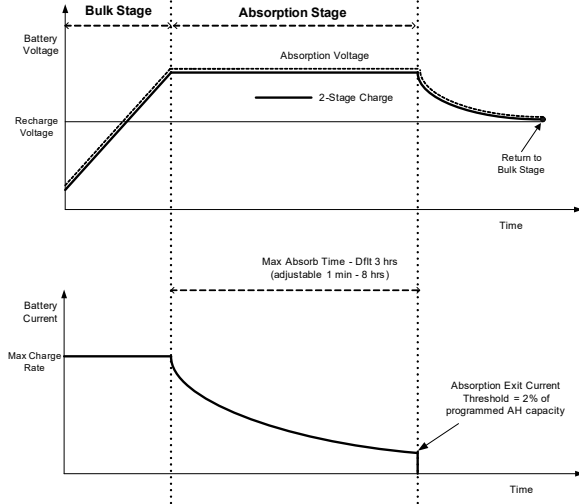 Bulk Stage
Absorption Stage
Battery
Voltage
Absorption Voltage
2-Stage Charge
Recharge
Voltage
Return to
Bulk Stage
Time
Max Absorb Time - Dflt 3 hrs
(adjustable 1 min - 8 hrs)
Battery
Current
Max Charge
Rate
Absorption Exit Current
Threshold = 2% of
programmed AH capacity
Time